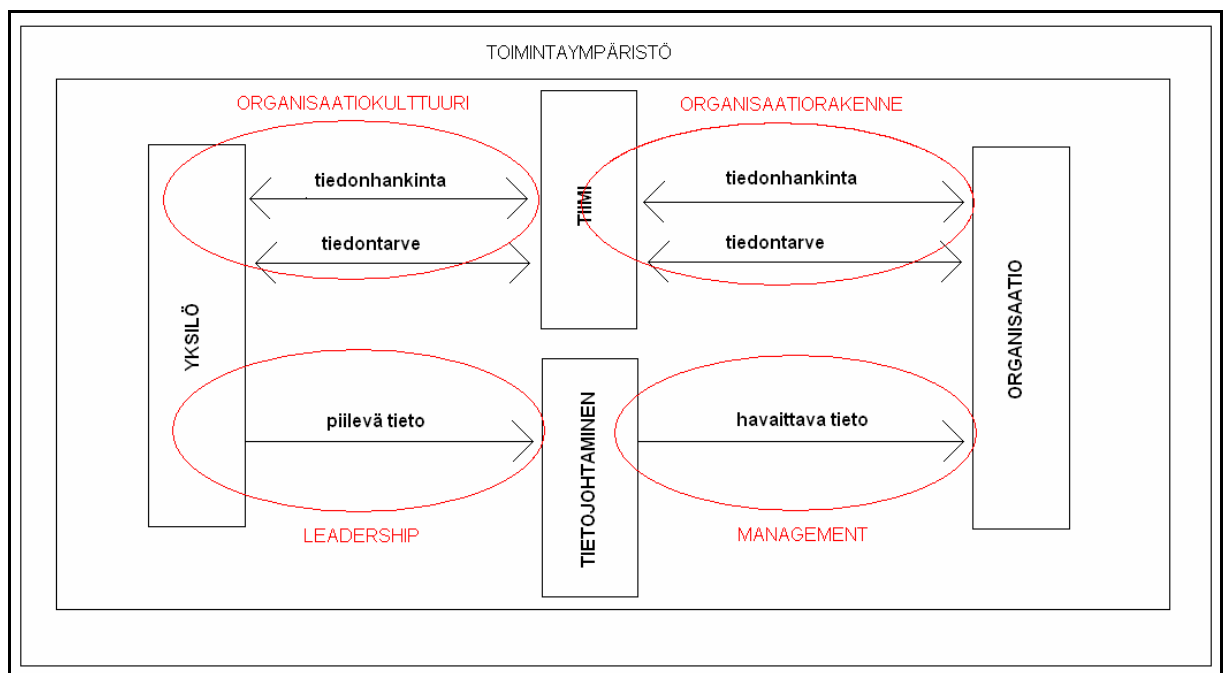 TOIMINTAYMPÄRISTÖ
ORGANISAATIOKULTTUURI
ORGANISAATIORAKENNE
tiedonhankinta
tiedonhankinta
TIIMI
tiedontarve
tiedontarve
YKSILÖ
ORGANISAATIO
piilevä tieto
havaittava tieto
TIETOJOHTAMINEN
LEADERSHIP
MANAGEMENT